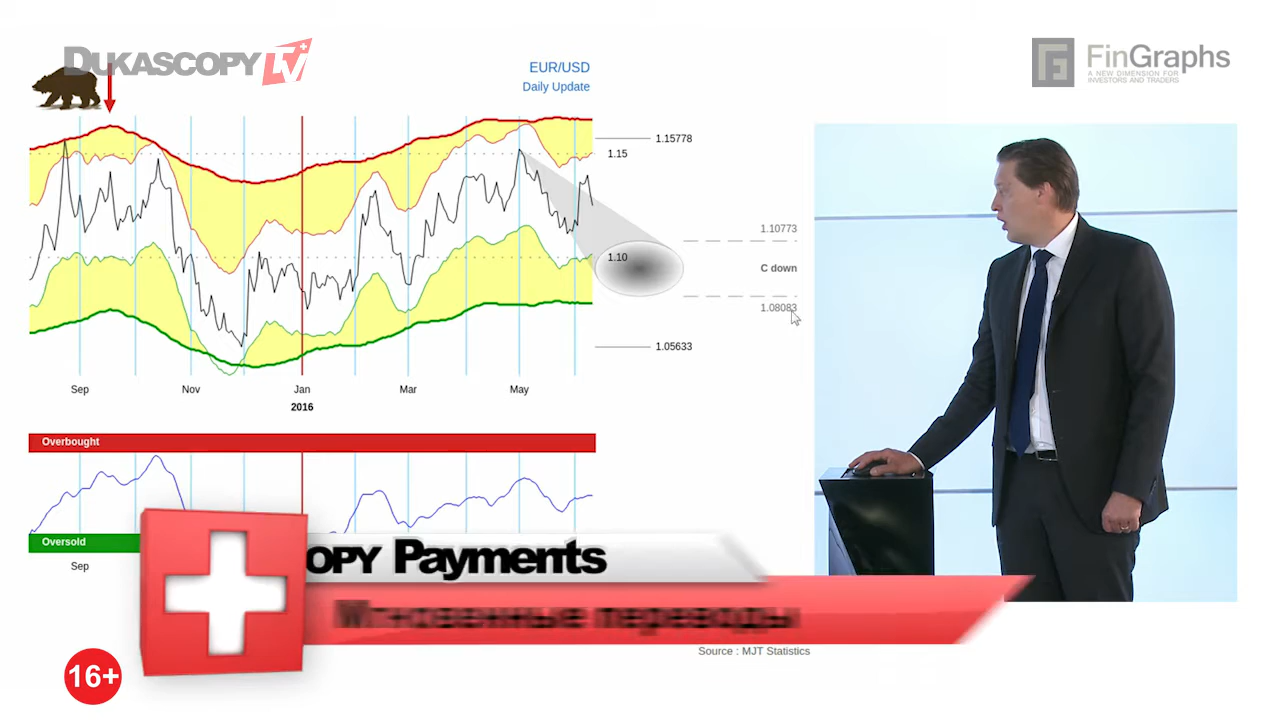 DUKASCOPY TV
FinGraphs
A NEW DIMENSION FOR
INVESTORS AND TRADERS
EUR/USD
Daily Update
1.15778
1.15
1.10773
1.10
C down
1.08083
1.05633
Sep
Nov
Jan
Mar
May
2016
Overbought
Oversold
Sep
OPY Payments
Мгновенные переводы
Source : MJT Statistics
16+